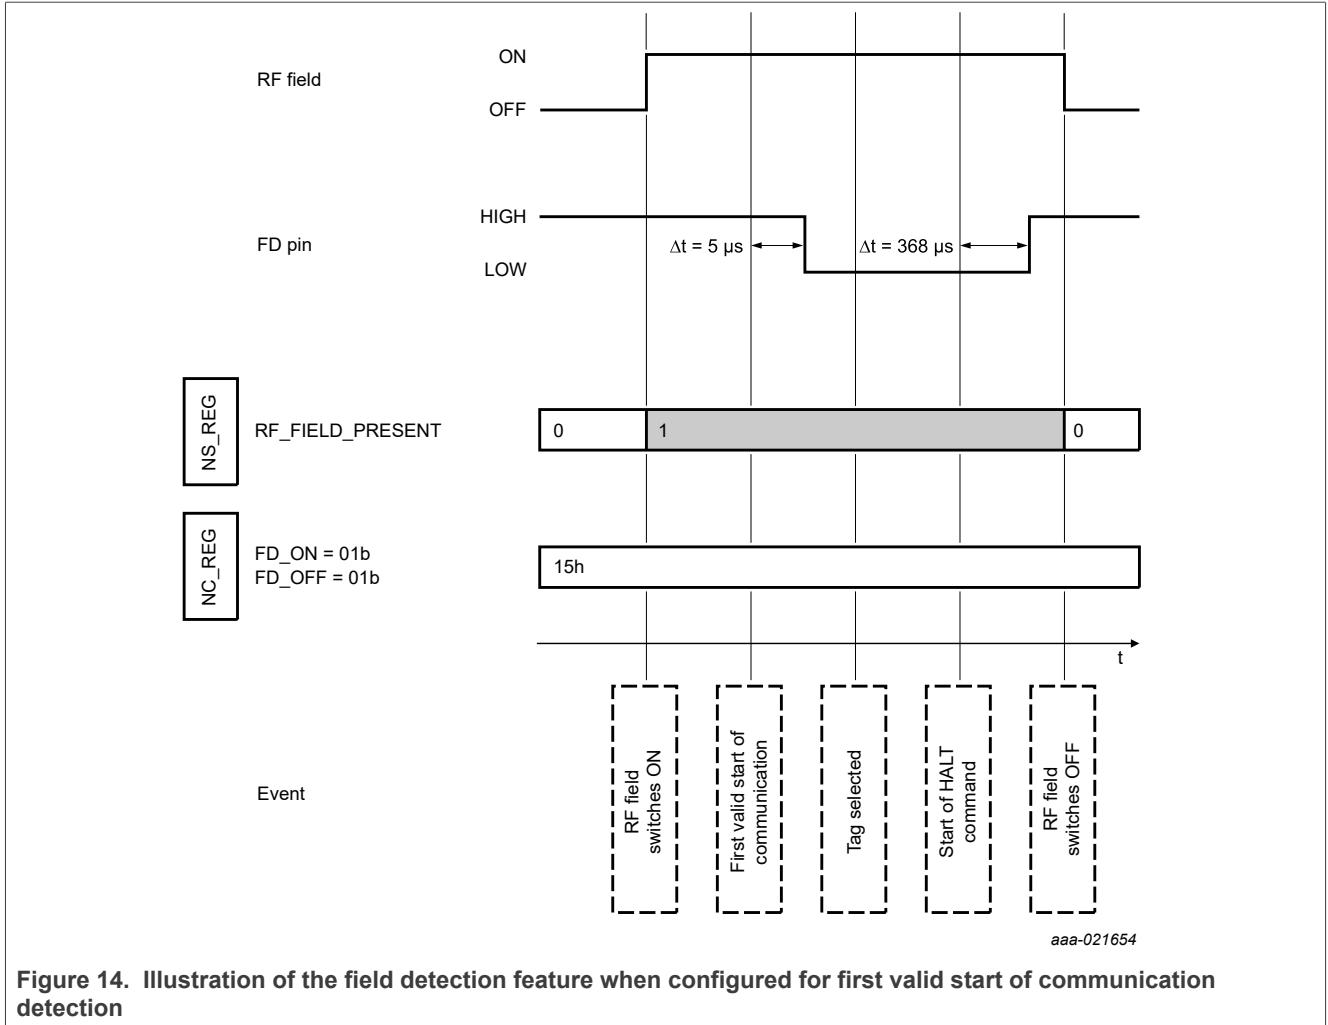 RF field
ON
OFF
FD pin
HIGH
LOW
Δt = 5 µs
Δt = 368 µs
NS_REG
RF_FIELD_PRESENT
0
1
0
NC_REG
FD_ON = 01b
FD_OFF = 01b
15h
t
Event
RF field
switches ON
First valid start of
communication
Tag selected
Start of HALT
command
RF field
switches OFF
aaa-021654
Figure 14. Illustration of the field detection feature when configured for first valid start of communication
detection